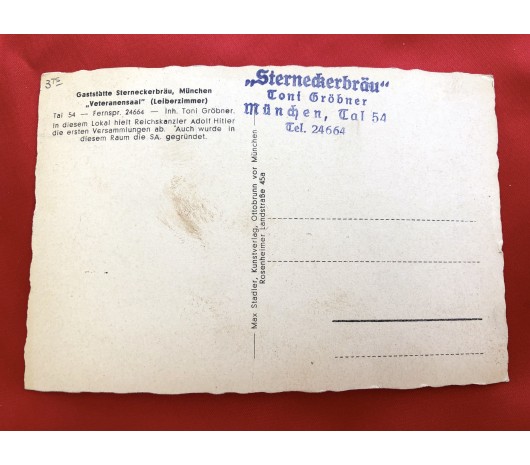 3.75
Gaststätte Sterneckerbräu, München
„Veteranensaal" (Leiberzimmer)
Tal 54 — Fernspr. 24664 — Inh. Toni Gröbner.
In diesem Lokal hielt Reichskanzler Adolf Hitler
die ersten Versammlungen ab. Auch wurde in
diesem Raum die SA. gegründet.
„Sterneckerbräu“
Toni Gröbner
München, Tal 54
Tel. 24664
Max Stadler, Kunstverlag, Ottobrunn vor München
Rosenheimer Landstraße 45a